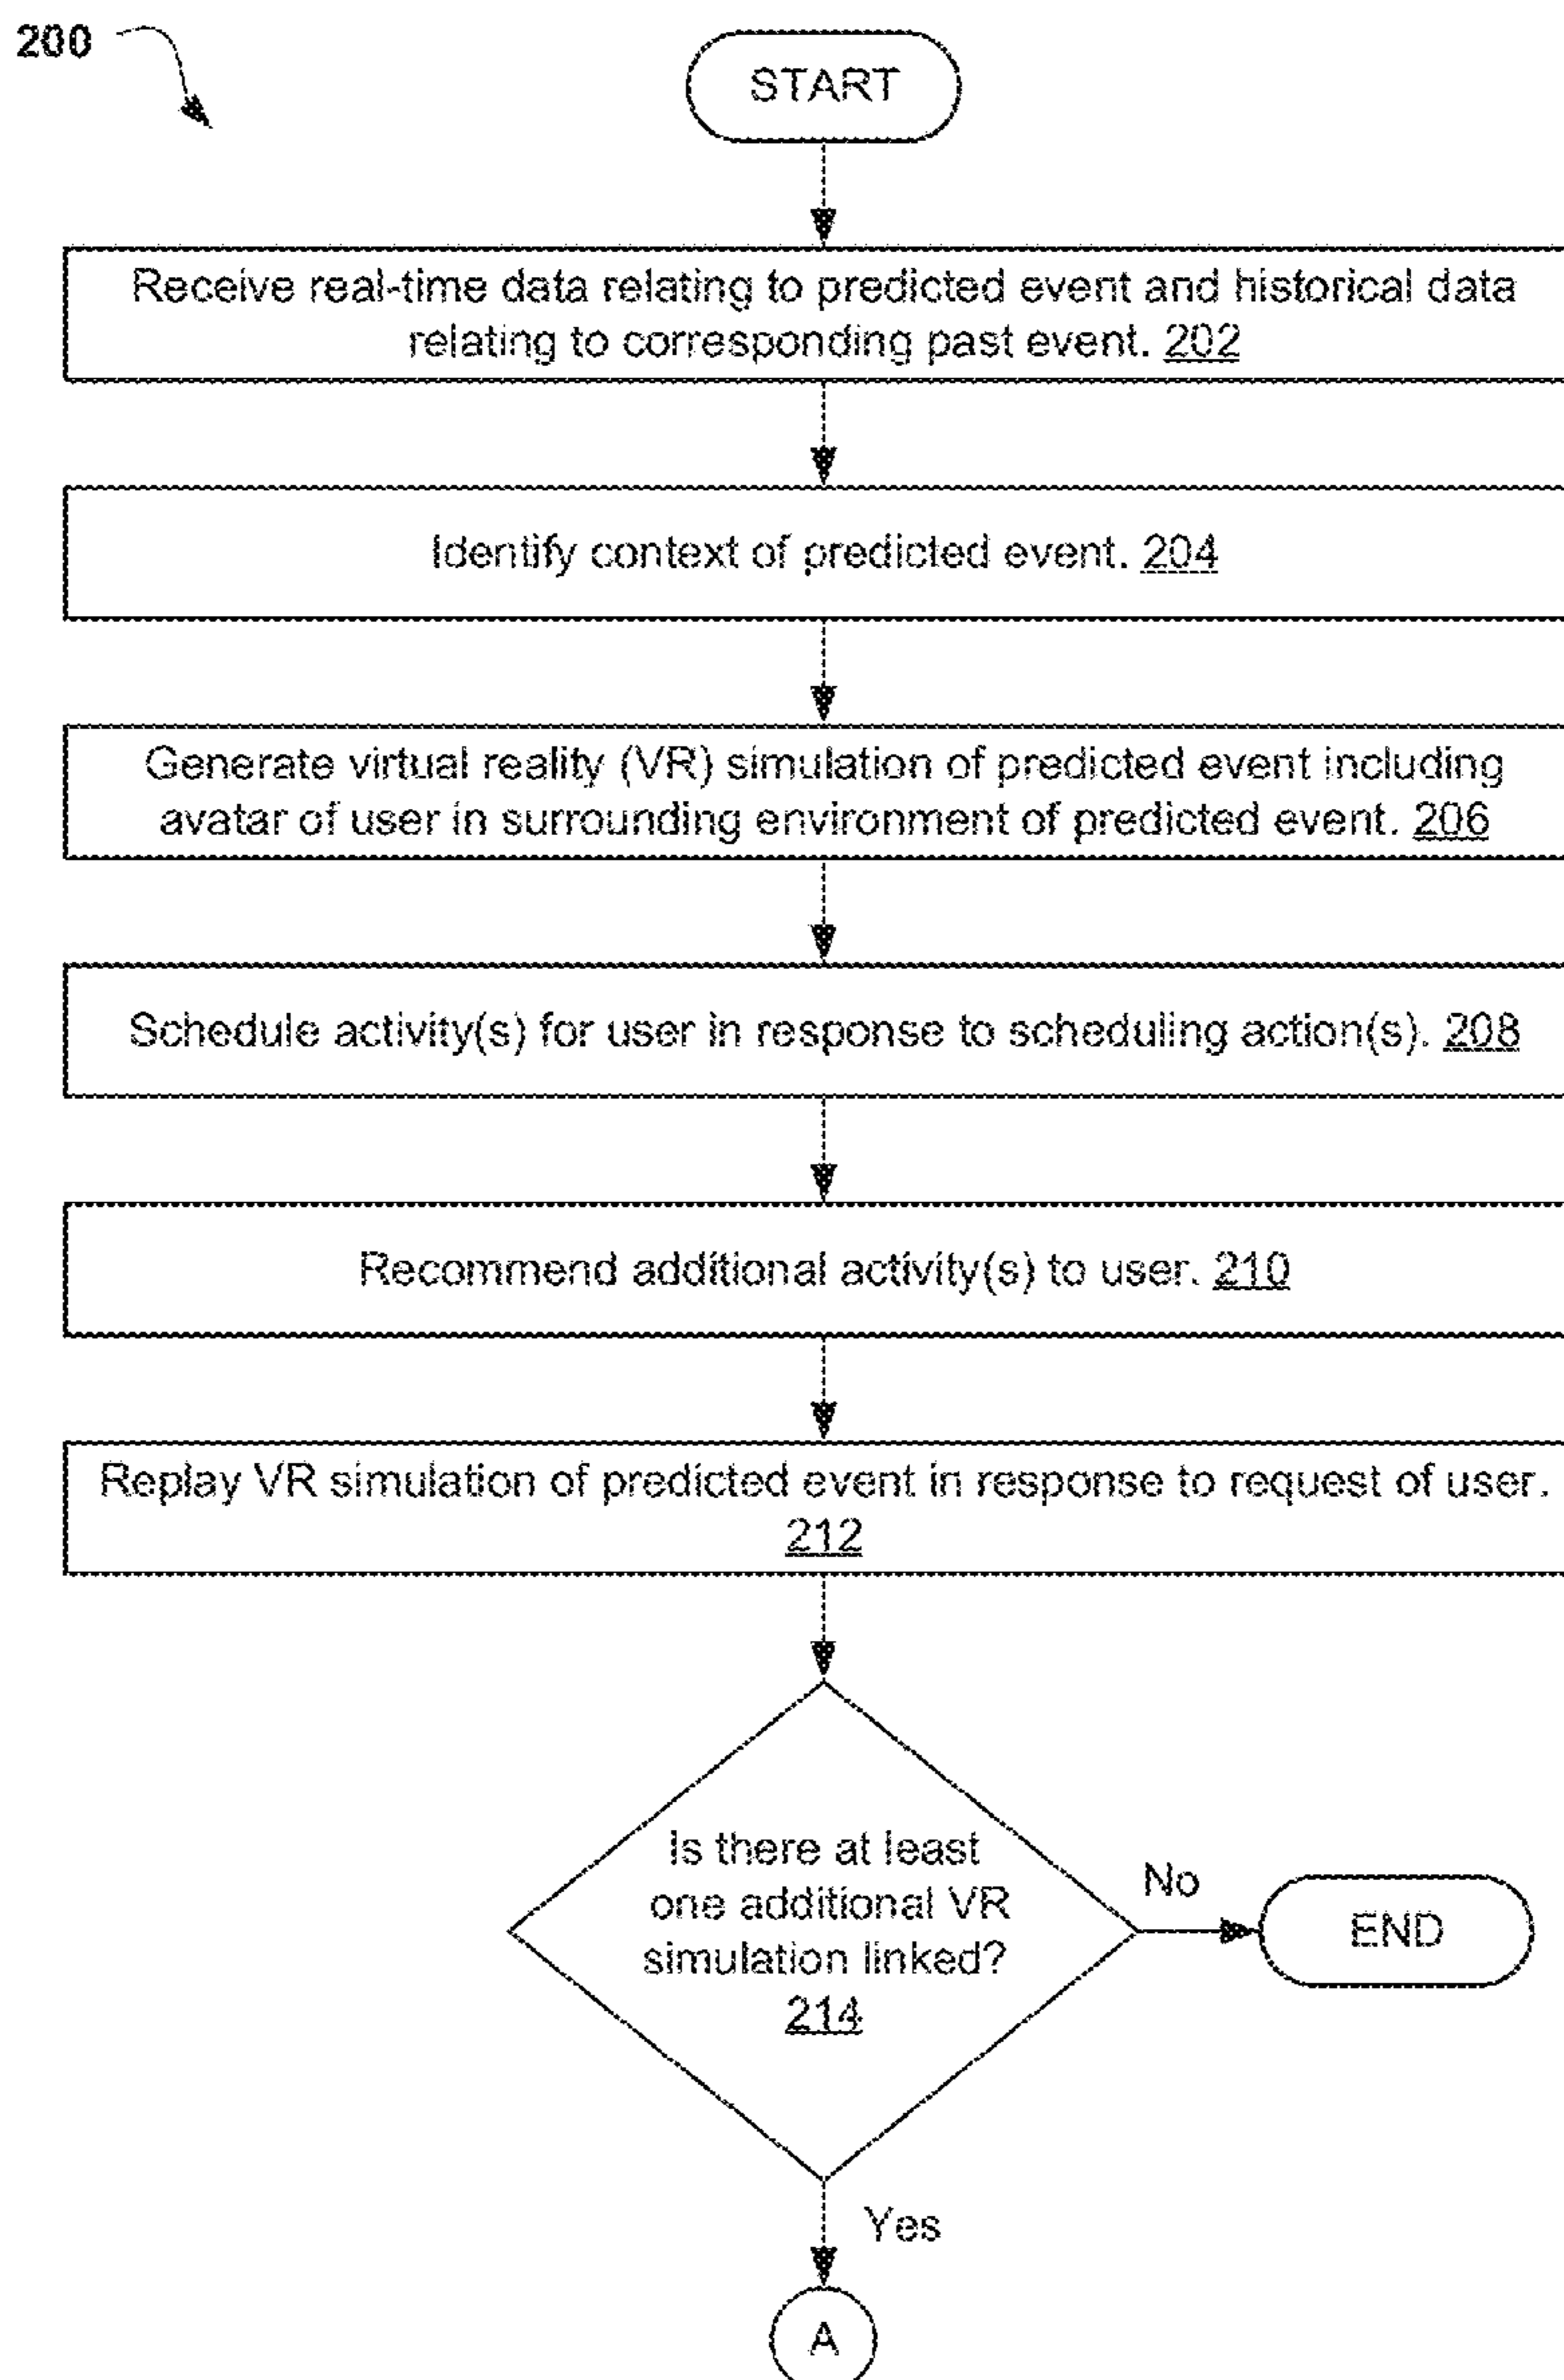 200
START
Receive real-time data relating to predicted event and historical data
relating to corresponding past event. 202
Identify context of predicted event. 204
Generate virtual reality (VR) simulation of predicted event including
avatar of user in surrounding environment of predicted event. 206
Schedule activity(s) for user in response to scheduling action(s). 208
Recommend additional activity(s) to user. 210
Replay VR simulation of predicted event in response to request of user.
212
Is there at least
one additional VR
simulation linked?
214
No
END
Yes
A